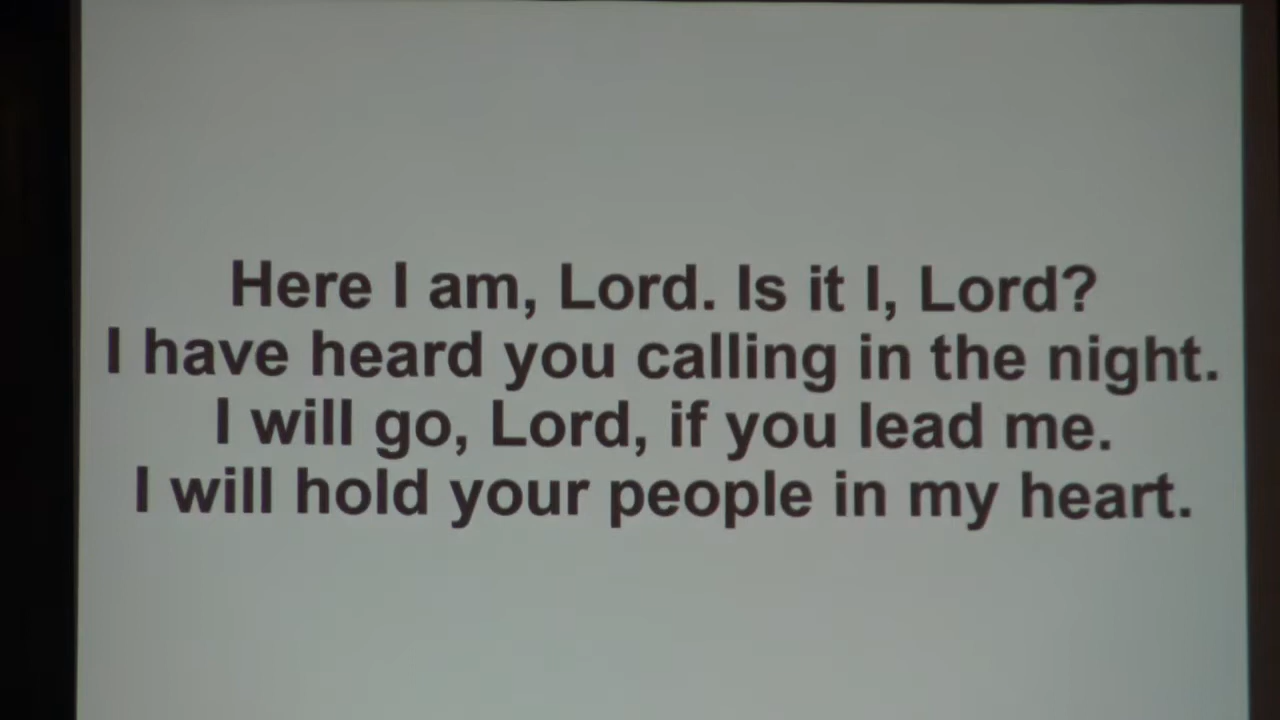 Here I am, Lord. Is it I, Lord?
I have heard you calling in the night.
I will go, Lord, if you lead me.
I will hold your people in my heart.